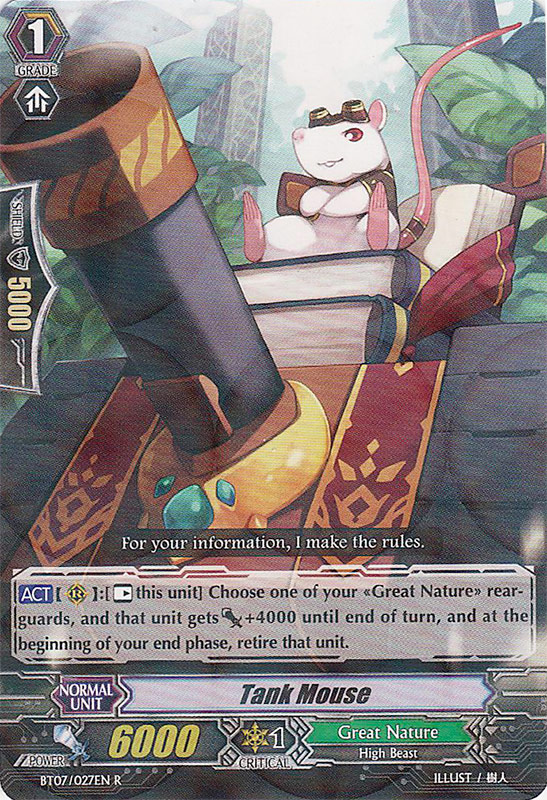 1
GRADE
SHIELD
5000
For your information, I make the rules.
ACT [ R ]:[ this unit] Choose one of your «Great Nature» rear-
guards, and that unit gets +4000 until end of turn, and at the
beginning of your end phase, retire that unit.
NORMAL
UNIT
Tank Mouse
POWER
6000
1
CRITICAL
Great Nature
High Beast
BT07/027EN R
ILLUST / 樹人